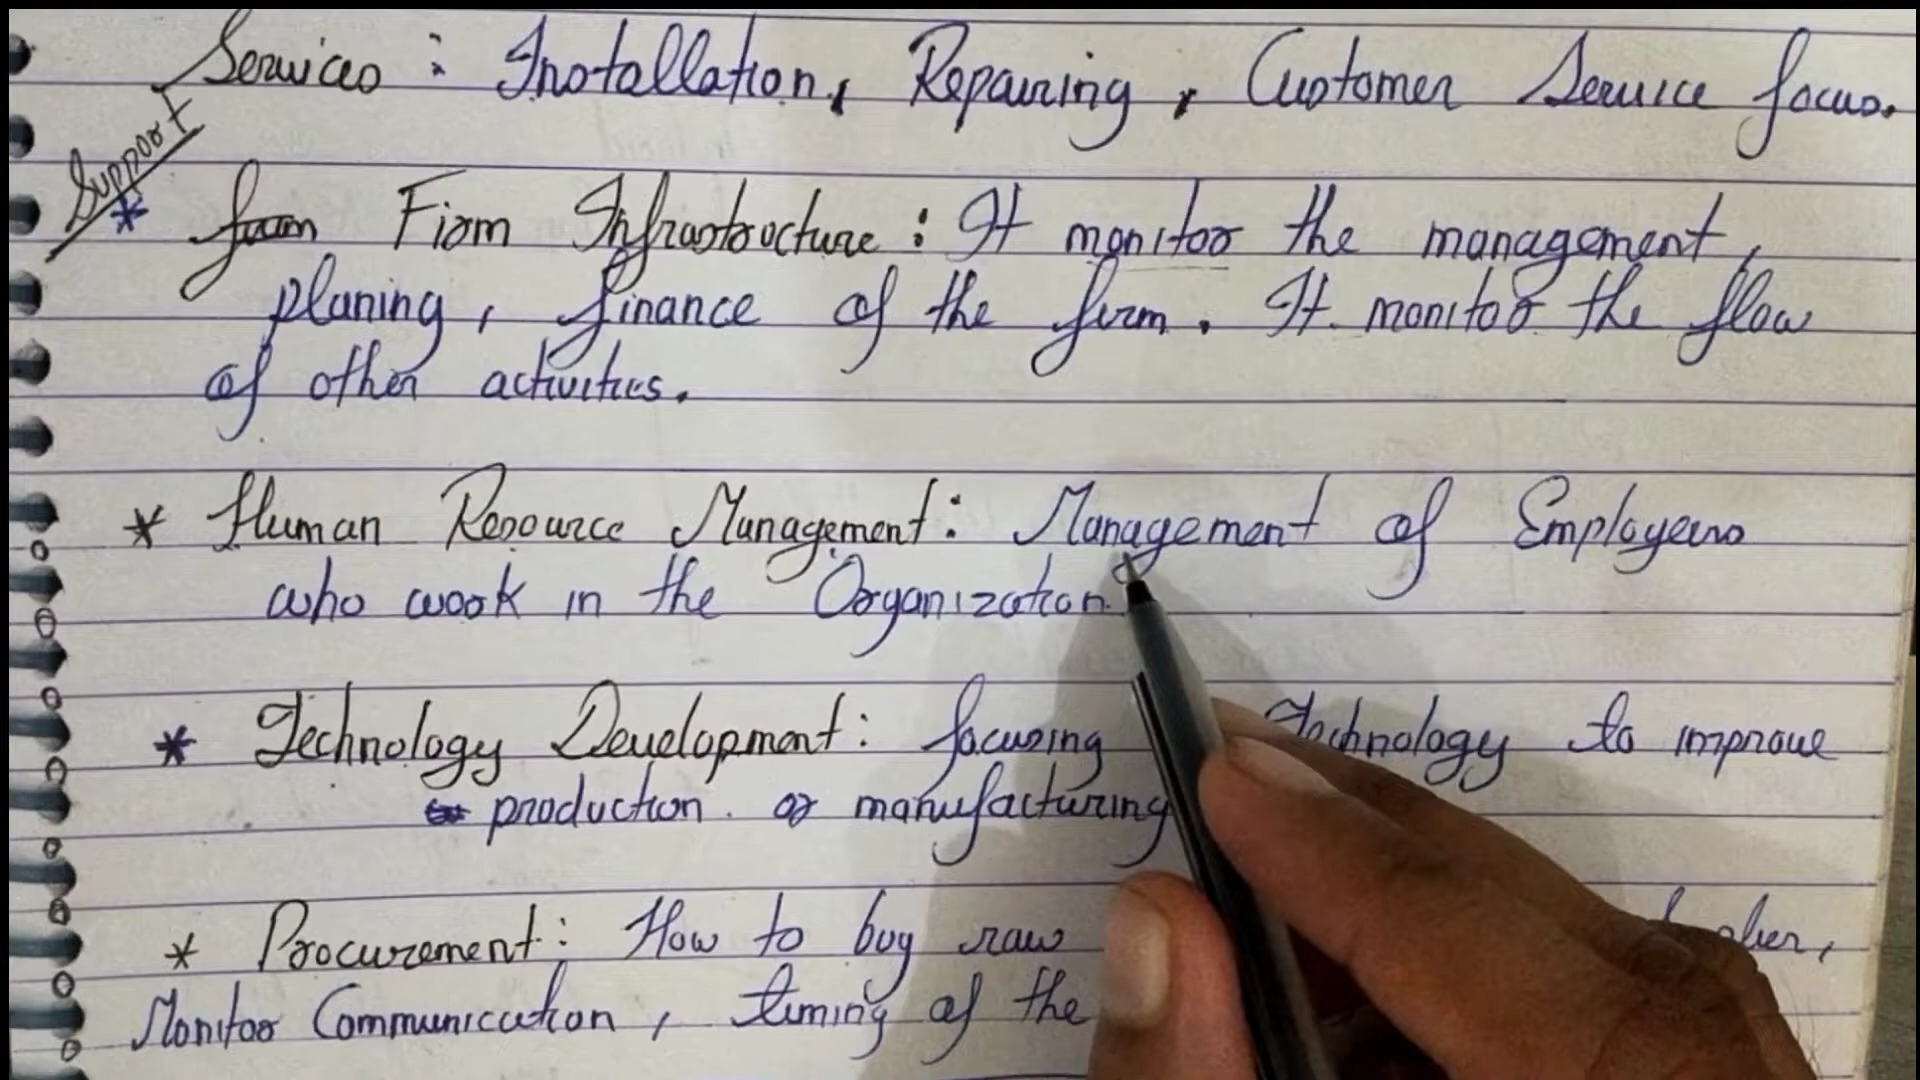 Services : Installation, Repairing, Customer Service focus.
Support
* Firm Infrastructure : It monitor the management,
planing, finance of the firm. It monitor the flow
of other activities.
* Human Resource Management : Management of Employees
who work in the Organization.
* Technology Development : focusing Technology to improve
production or manufacturing
* Procurement : How to buy raw
Monitor Communication, timing of the